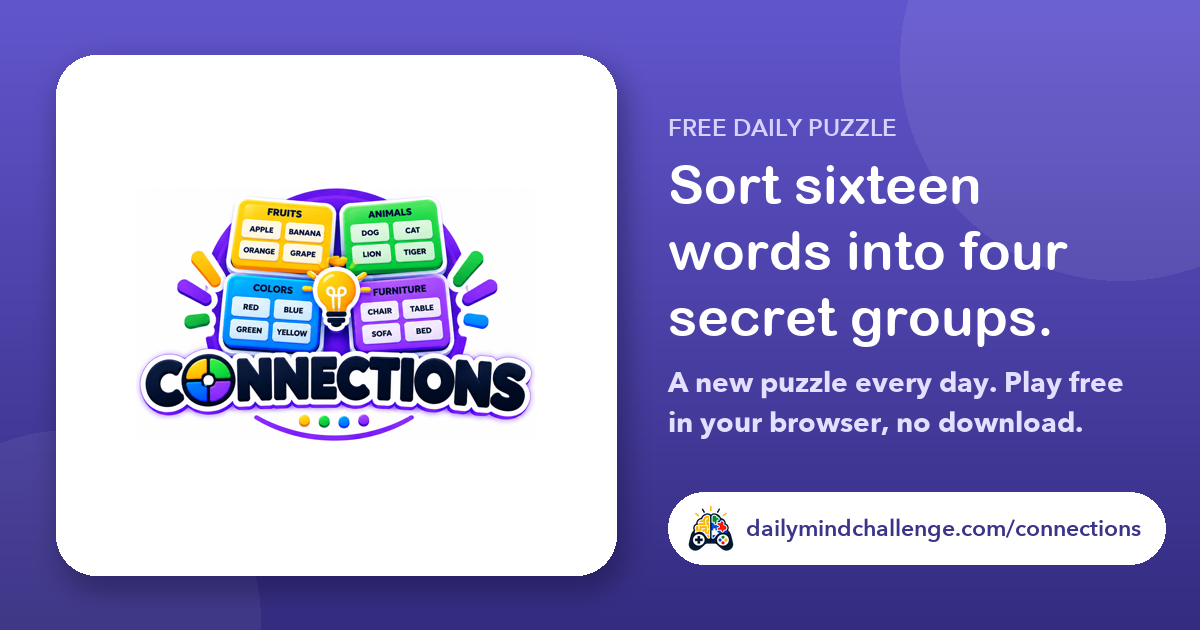 FRUITS
APPLE BANANA
ORANGE GRAPE
ANIMALS
DOG CAT
LION TIGER
COLORS
RED BLUE
GREEN YELLOW
FURNITURE
CHAIR TABLE
SOFA BED
CONNECTIONS
FREE DAILY PUZZLE
Sort sixteen
words into four
secret groups.
A new puzzle every day. Play free
in your browser, no download.
dailymindchallenge.com/connections